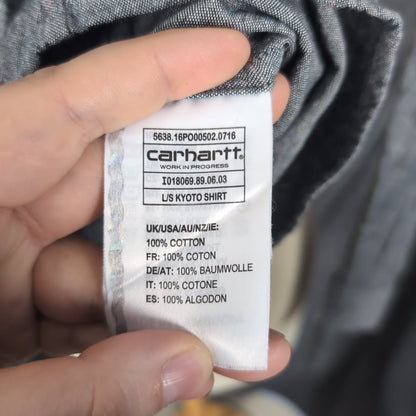 5638.16PO00502.0716
carhartt
WORK IN PROGRESS
I018069.89.06.03
L/S KYOTO SHIRT
UK/USA/AU/NZ/IE:
100% COTTON
FR: 100% COTON
DE/AT: 100% BAUMWOLLE
IT: 100% COTONE
ES: 100% ALGODON